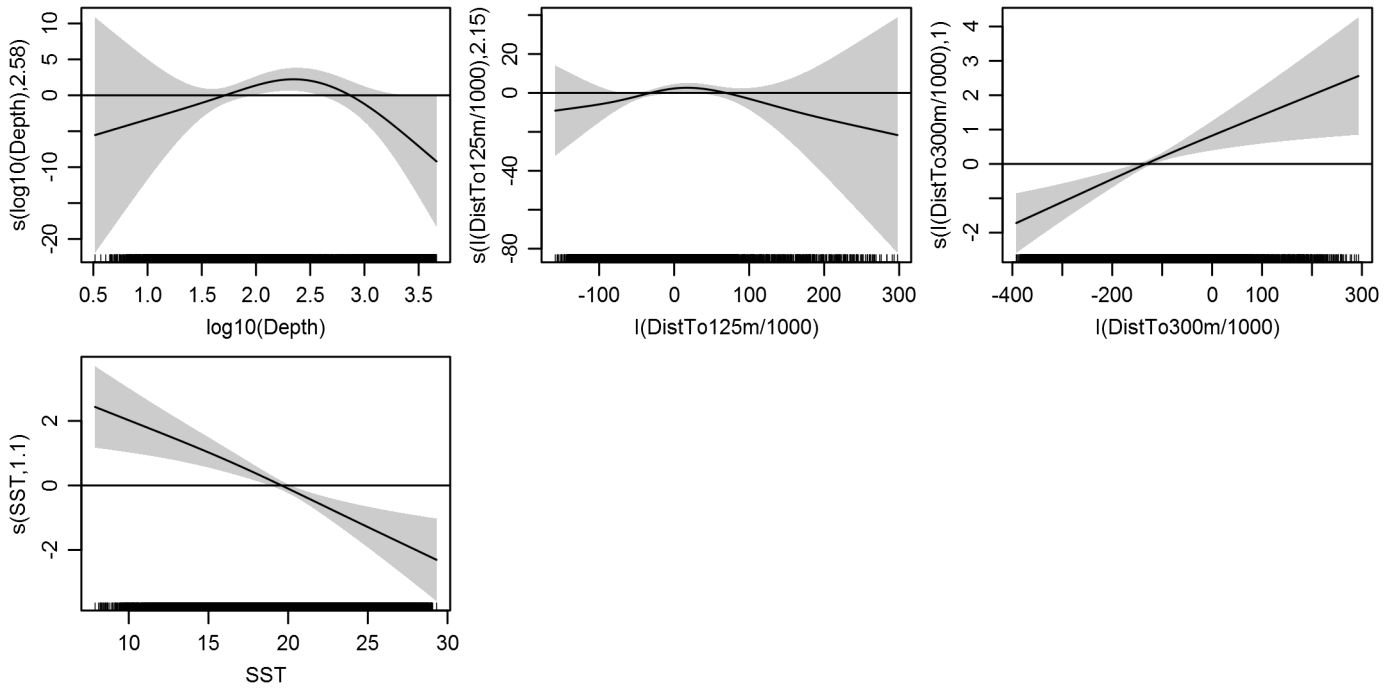 s(log10(Depth),2.58)
10
5
0
-10
-20
0.5 1.0 1.5 2.0 2.5 3.0 3.5
log10(Depth)
s(I(DistTo125m/1000),2.15)
20
0
-40
-80
-100 0 100 200 300
I(DistTo125m/1000)
s(I(DistTo300m/1000),1)
4
3
2
1
0
-2
-400 -200 0 100 300
I(DistTo300m/1000)
s(SST,1.1)
2
0
-2
10 15 20 25 30
SST